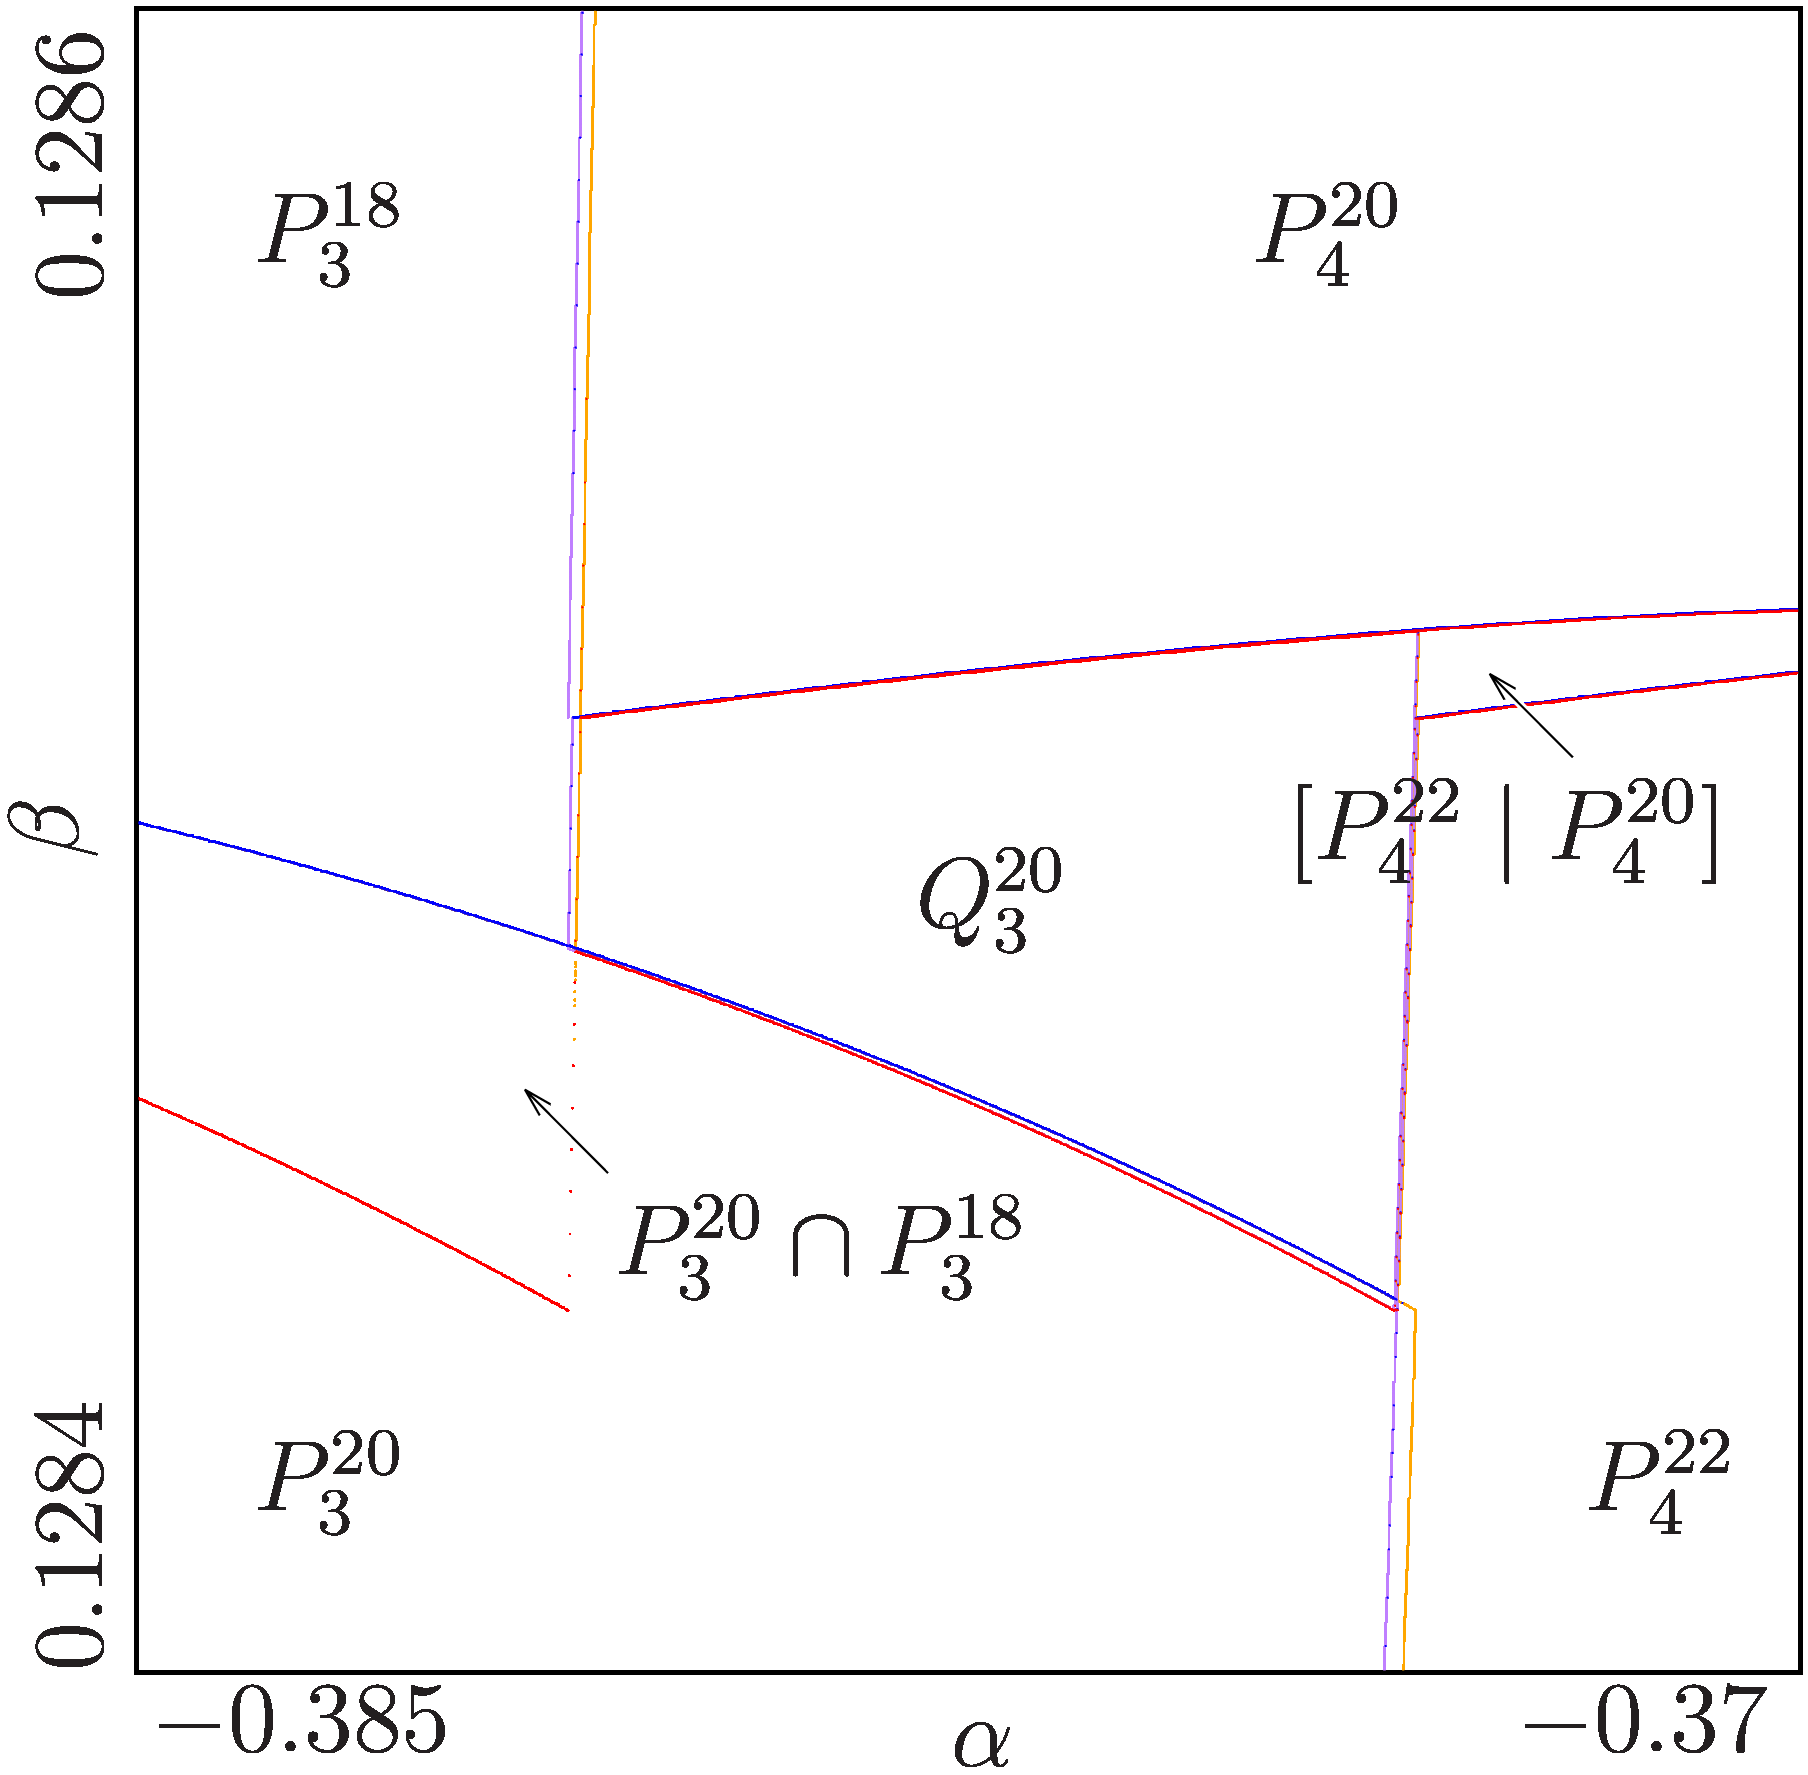 0.1286
P_3^{18}
P_4^{20}
β
[P_4^{22} | P_4^{20}]
Q_3^{20}
P_3^{20} ∩ P_3^{18}
P_3^{20}
P_4^{22}
0.1284
−0.385
α
−0.37